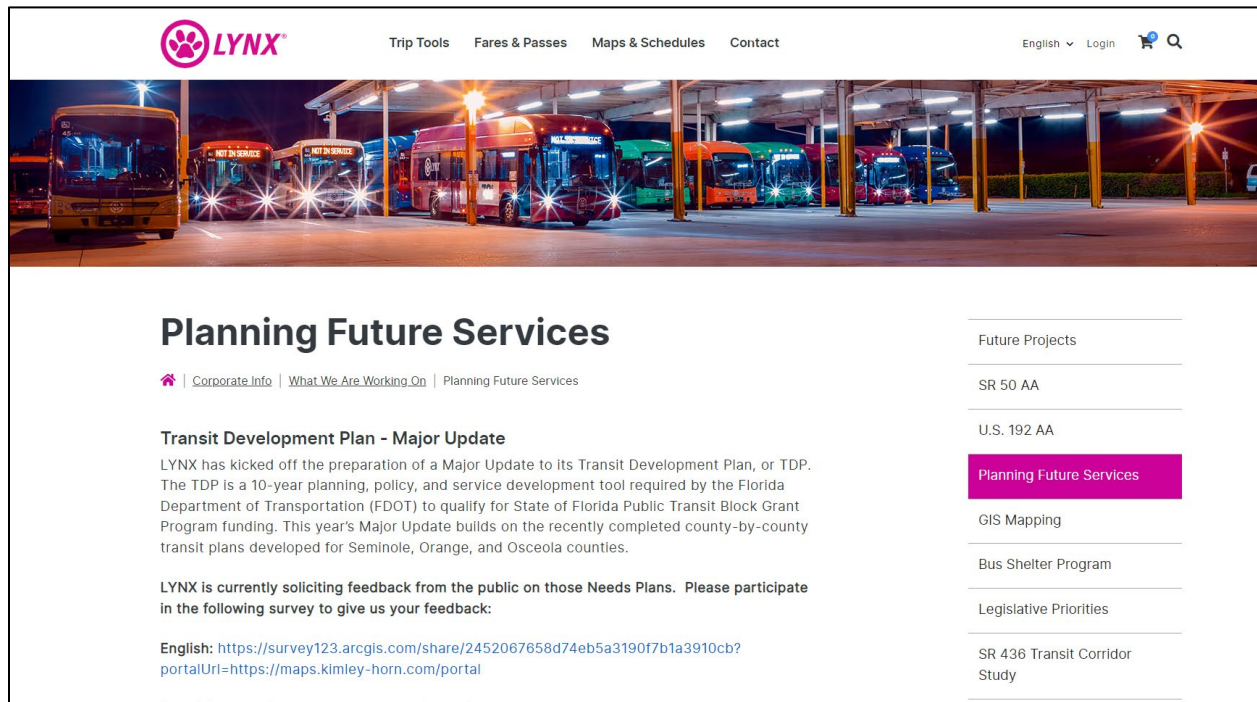 LYNX®
Trip Tools Fares & Passes Maps & Schedules Contact
English Login 0
NOT IN SERVICE
NOT IN SERVICE
LYNX
Planning Future Services
Corporate Info | What We Are Working On | Planning Future Services
Transit Development Plan - Major Update
LYNX has kicked off the preparation of a Major Update to its Transit Development Plan, or TDP.
The TDP is a 10-year planning, policy, and service development tool required by the Florida
Department of Transportation (FDOT) to qualify for State of Florida Public Transit Block Grant
Program funding. This year's Major Update builds on the recently completed county-by-county
transit plans developed for Seminole, Orange, and Osceola counties.
LYNX is currently soliciting feedback from the public on those Needs Plans. Please participate
in the following survey to give us your feedback:
English: https://survey123.arcgis.com/share/2452067658d74eb5a3190f7b1a3910cb?
portalUrl=https://maps.kimley-horn.com/portal
Future Projects
SR 50 AA
U.S. 192 AA
Planning Future Services
GIS Mapping
Bus Shelter Program
Legislative Priorities
SR 436 Transit Corridor
Study